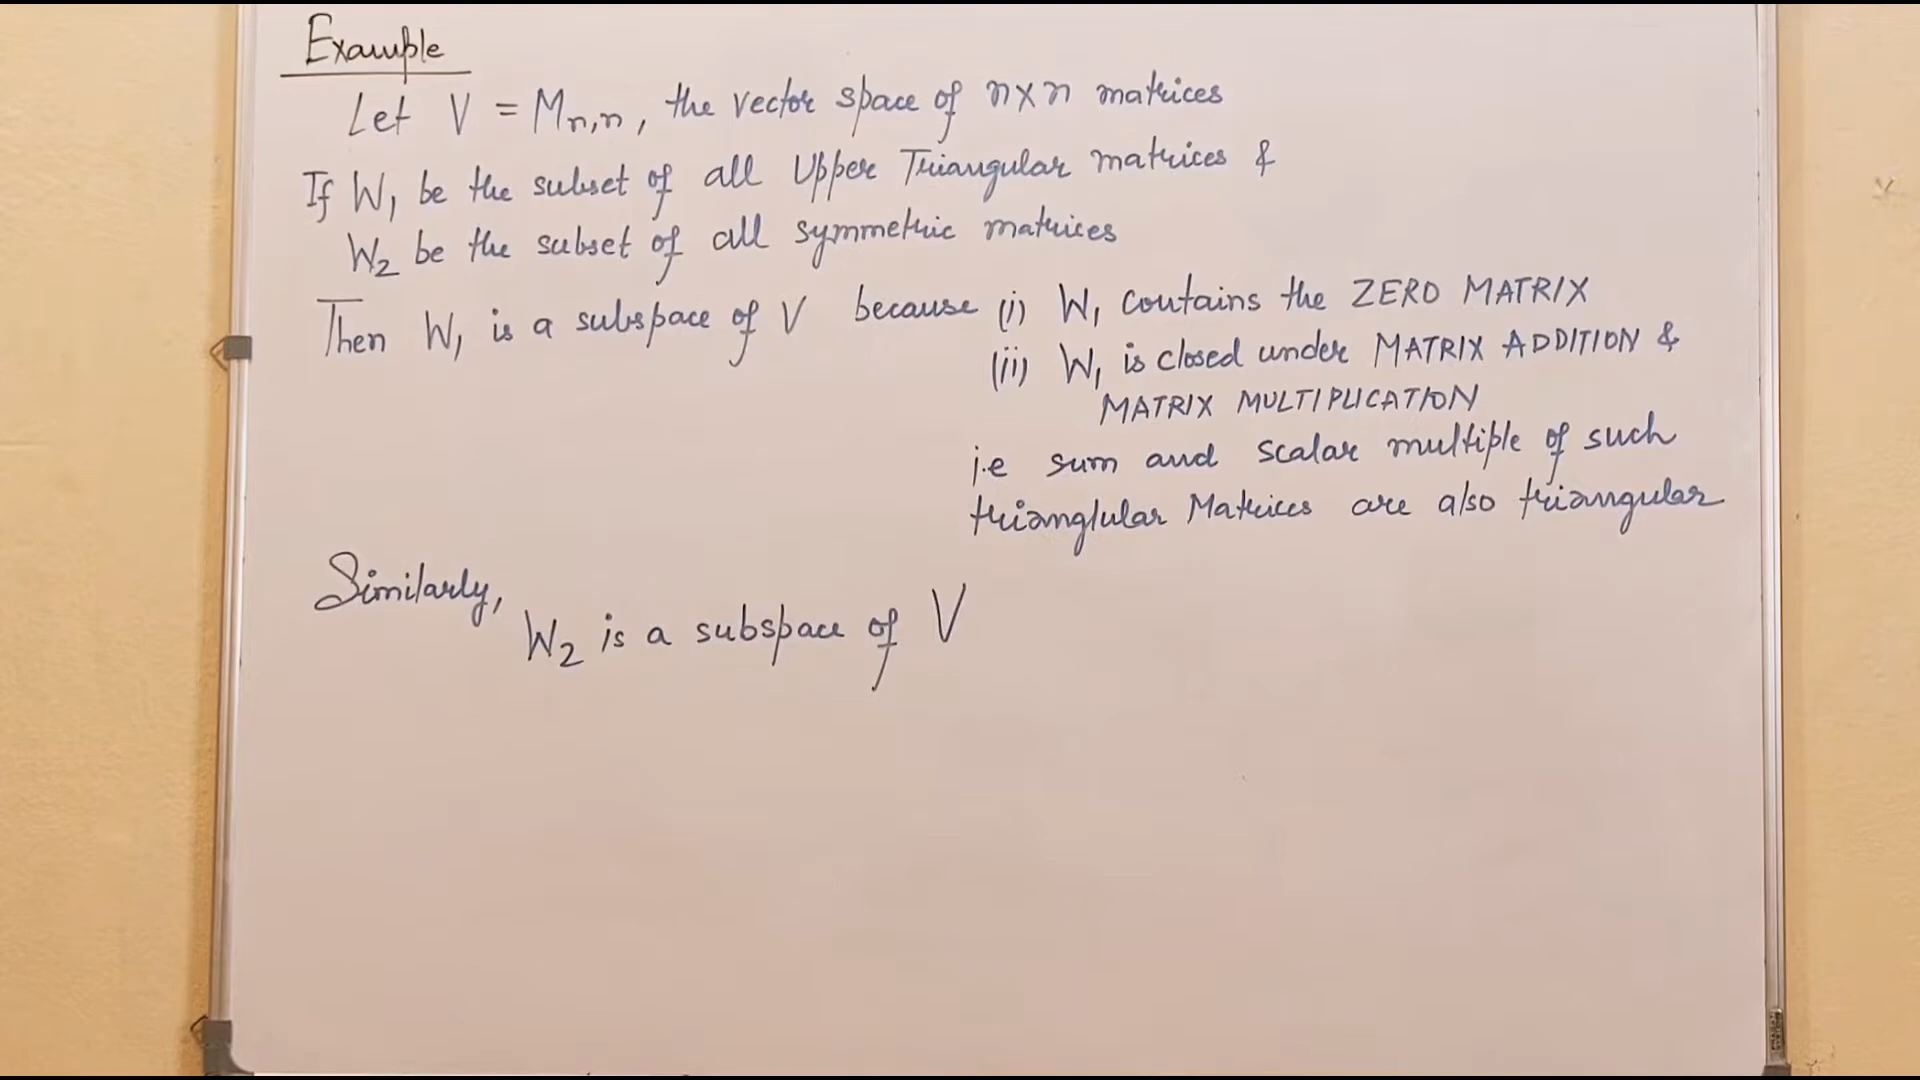 Example
Let V = Mn,n, the vector space of n×n matrices
If W1 be the subset of all Upper Triangular matrices &
W2 be the subset of all symmetric matrices
Then W1 is a subspace of V because (i) W1 contains the ZERO MATRIX
(ii) W1 is closed under MATRIX ADDITION &
MATRIX MULTIPLICATION
i.e sum and scalar multiple of such
trianglular Matrices are also triangular
Similarly,
W2 is a subspace of V